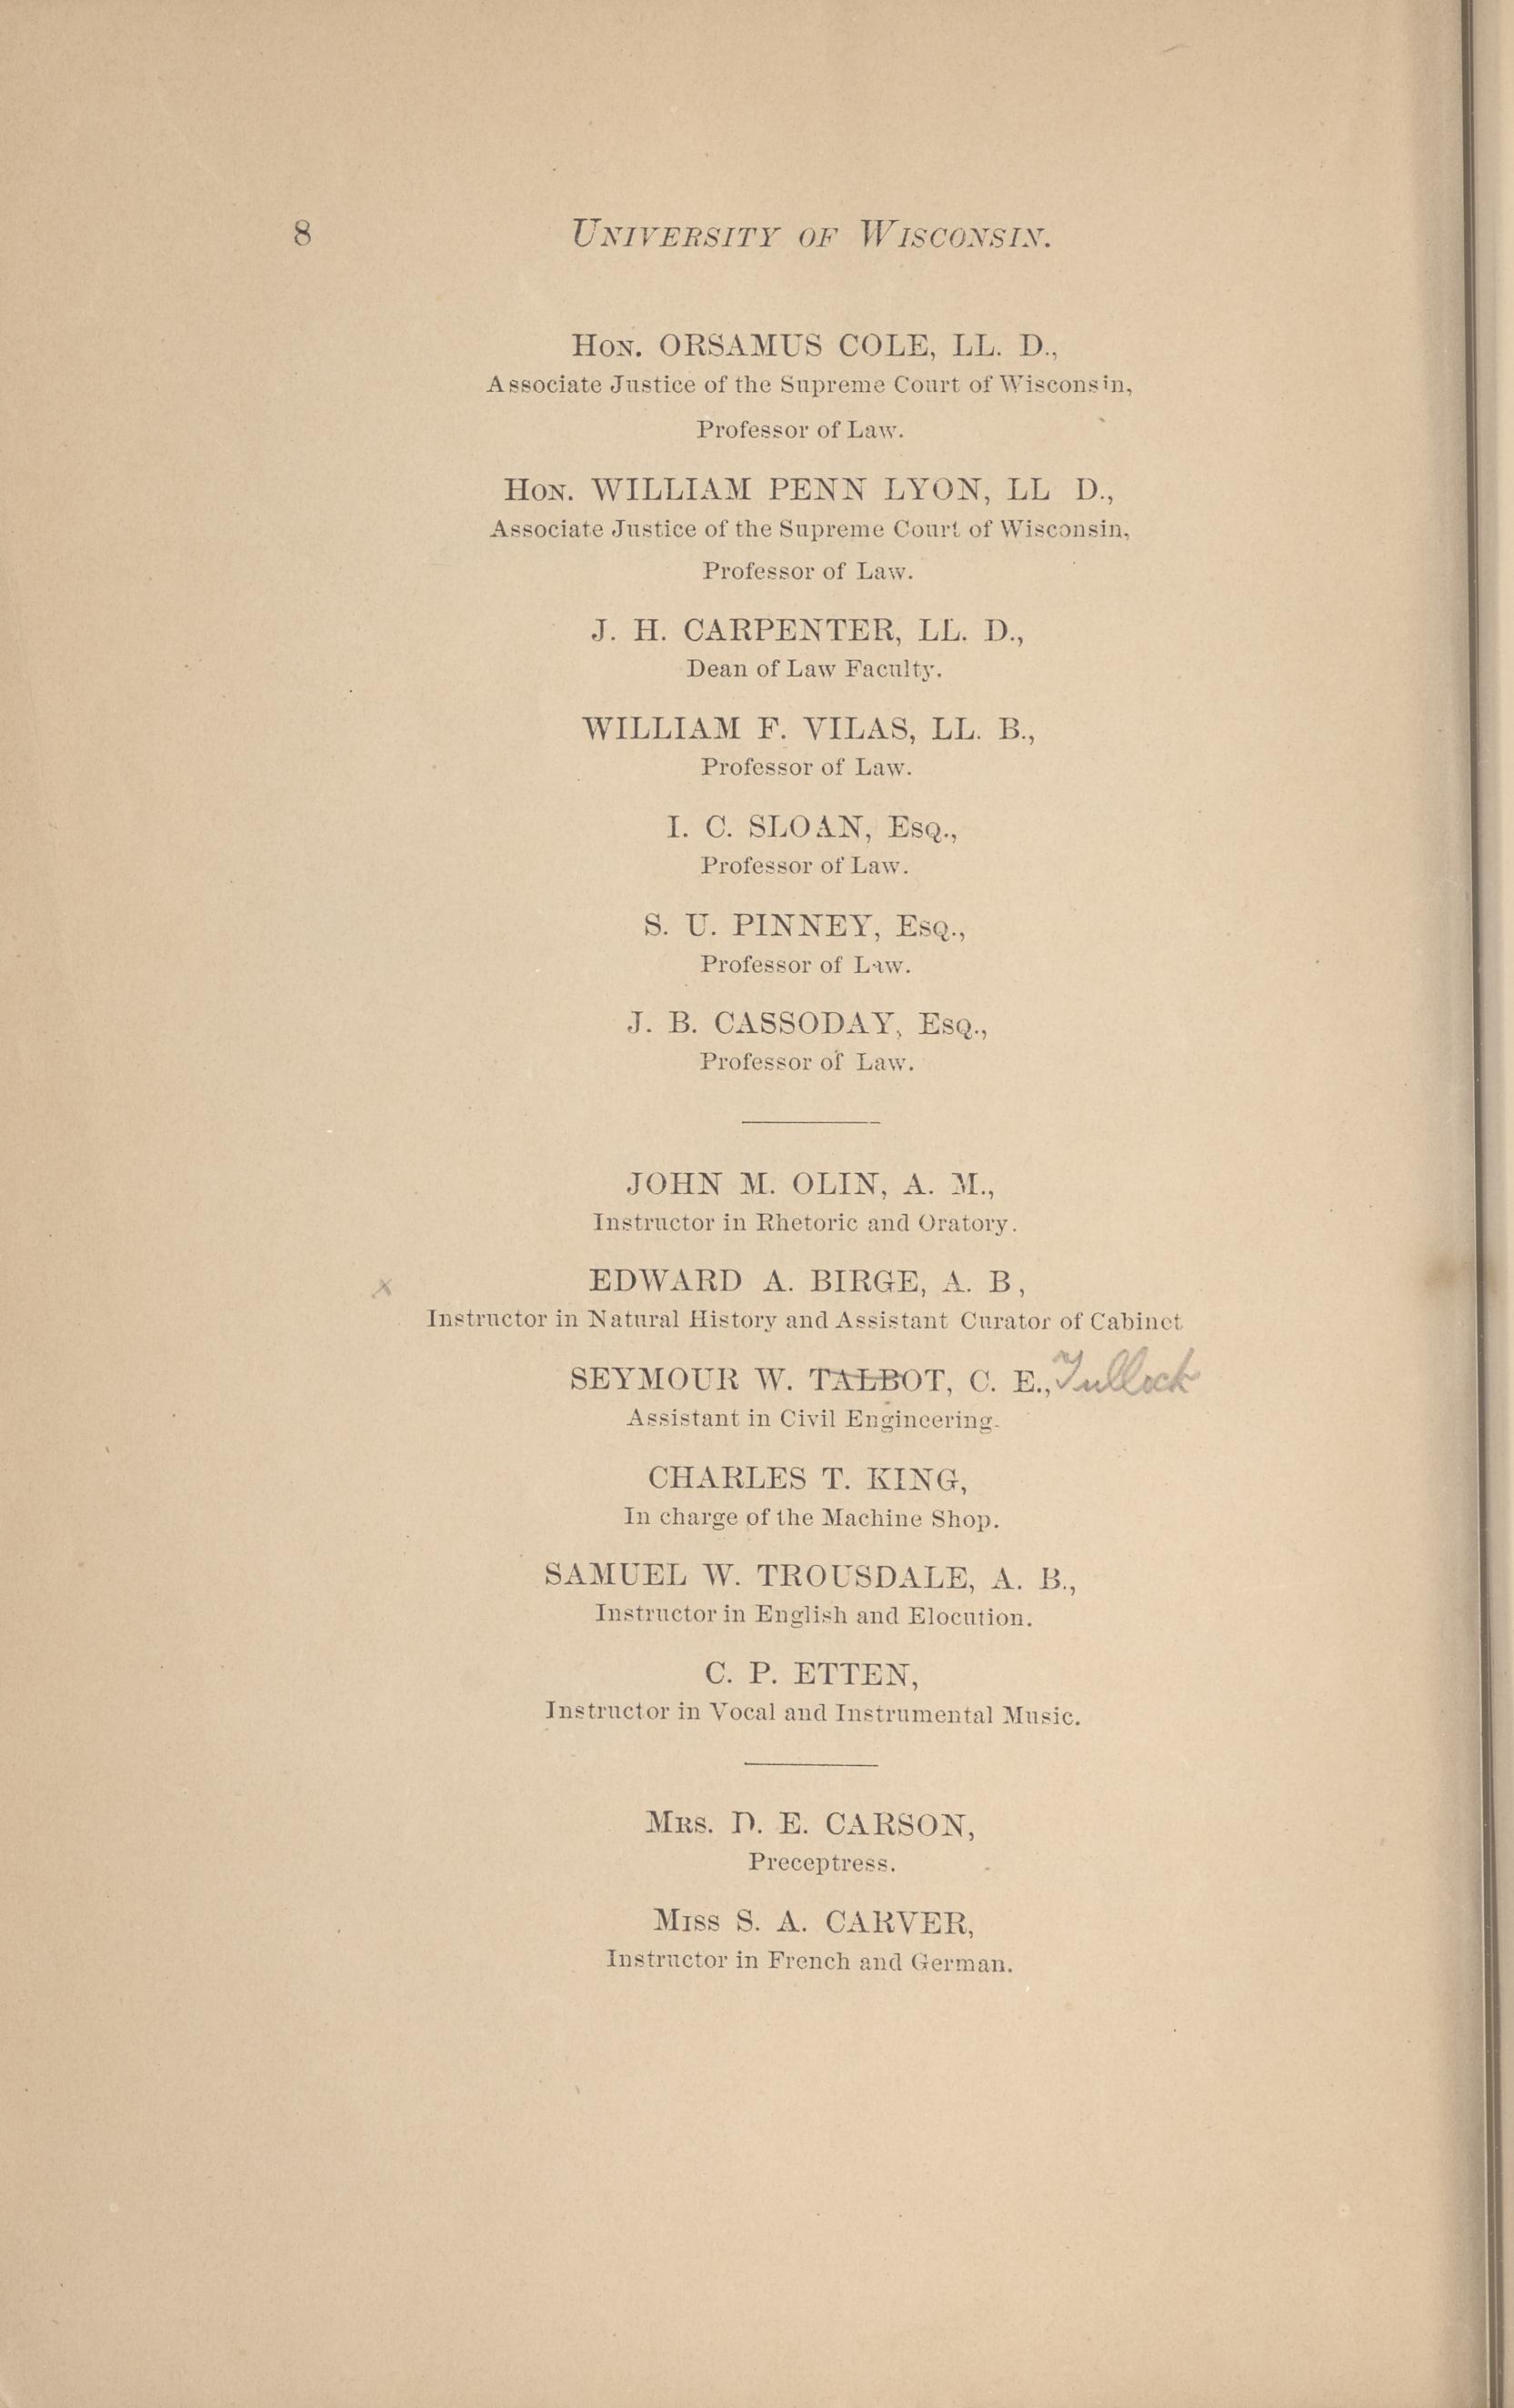 8 UNIVERSITY OF WISCONSIN.
HON. ORSAMUS COLE, LL. D.,
Associate Justice of the Supreme Court of Wisconsin,
Professor of Law.
HON. WILLIAM PENN LYON, LL D.,
Associate Justice of the Supreme Court of Wisconsin,
Professor of Law.
J. H. CARPENTER, LL. D.,
Dean of Law Faculty.
WILLIAM F. VILAS, LL. B.,
Professor of Law.
I. C. SLOAN, ESQ.,
Professor of Law.
S. U. PINNEY, ESQ.,
Professor of Law.
J. B. CASSODAY, ESQ.,
Professor of Law.
JOHN M. OLIN, A. M.,
Instructor in Rhetoric and Oratory.
x EDWARD A. BIRGE, A. B,
Instructor in Natural History and Assistant Curator of Cabinet
SEYMOUR W. TALBOT, C. E., Tullock
Assistant in Civil Engineering.
CHARLES T. KING,
In charge of the Machine Shop.
SAMUEL W. TROUSDALE, A. B.,
Instructor in English and Elocution.
C. P. ETTEN,
Instructor in Vocal and Instrumental Music.
MRS. D. E. CARSON,
Preceptress.
MISS S. A. CARVER,
Instructor in French and German.